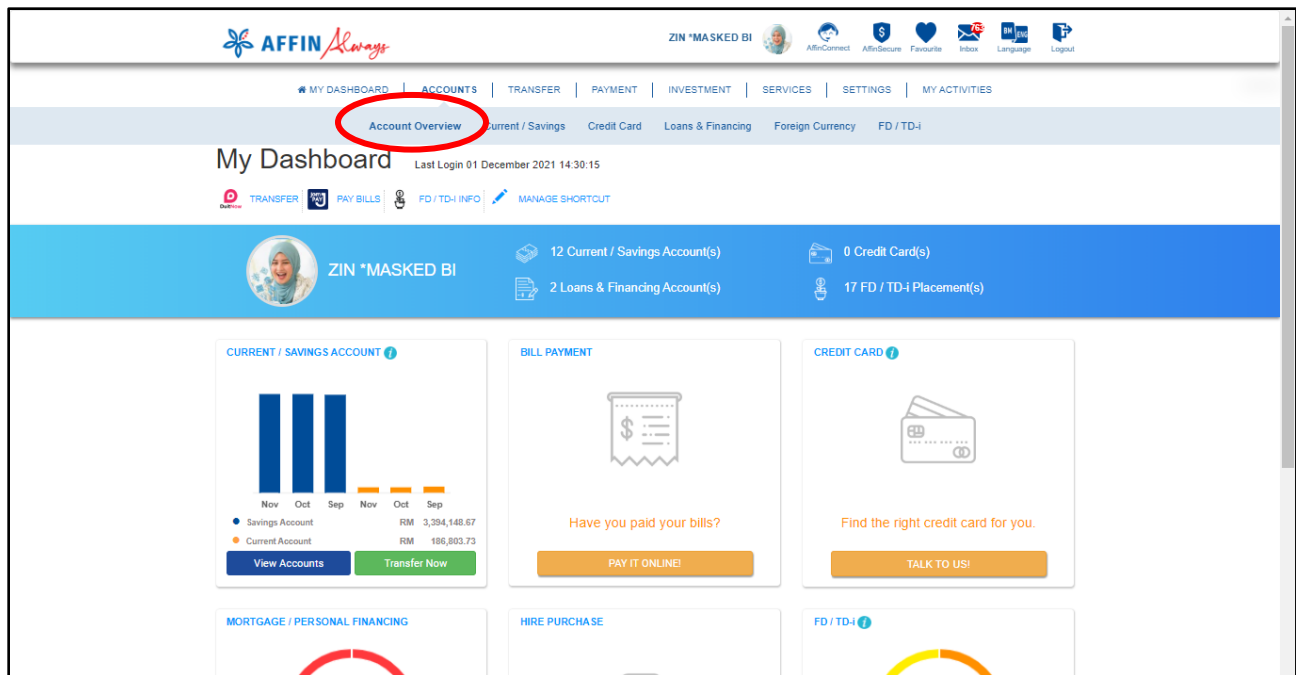 AFFIN Always
ZIN *MASKED BI
AffinConnect
AffinSecure
Favourite
Inbox
BM ENG
Language
Logout
MY DASHBOARD
ACCOUNTS
TRANSFER
PAYMENT
INVESTMENT
SERVICES
SETTINGS
MY ACTIVITIES
Account Overview
Current / Savings
Credit Card
Loans & Financing
Foreign Currency
FD / TD-i
My Dashboard
Last Login 01 December 2021 14:30:15
TRANSFER
PAY BILLS
FD / TD-I INFO
MANAGE SHORTCUT
ZIN *MASKED BI
12 Current / Savings Account(s)
0 Credit Card(s)
2 Loans & Financing Account(s)
17 FD / TD-i Placement(s)
CURRENT / SAVINGS ACCOUNT
Nov Oct Sep Nov Oct Sep
Savings Account RM 3,394,148.67
Current Account RM 186,803.73
View Accounts
Transfer Now
BILL PAYMENT
$
Have you paid your bills?
PAY IT ONLINE!
CREDIT CARD
Find the right credit card for you.
TALK TO US!
MORTGAGE / PERSONAL FINANCING
HIRE PURCHASE
FD / TD-i